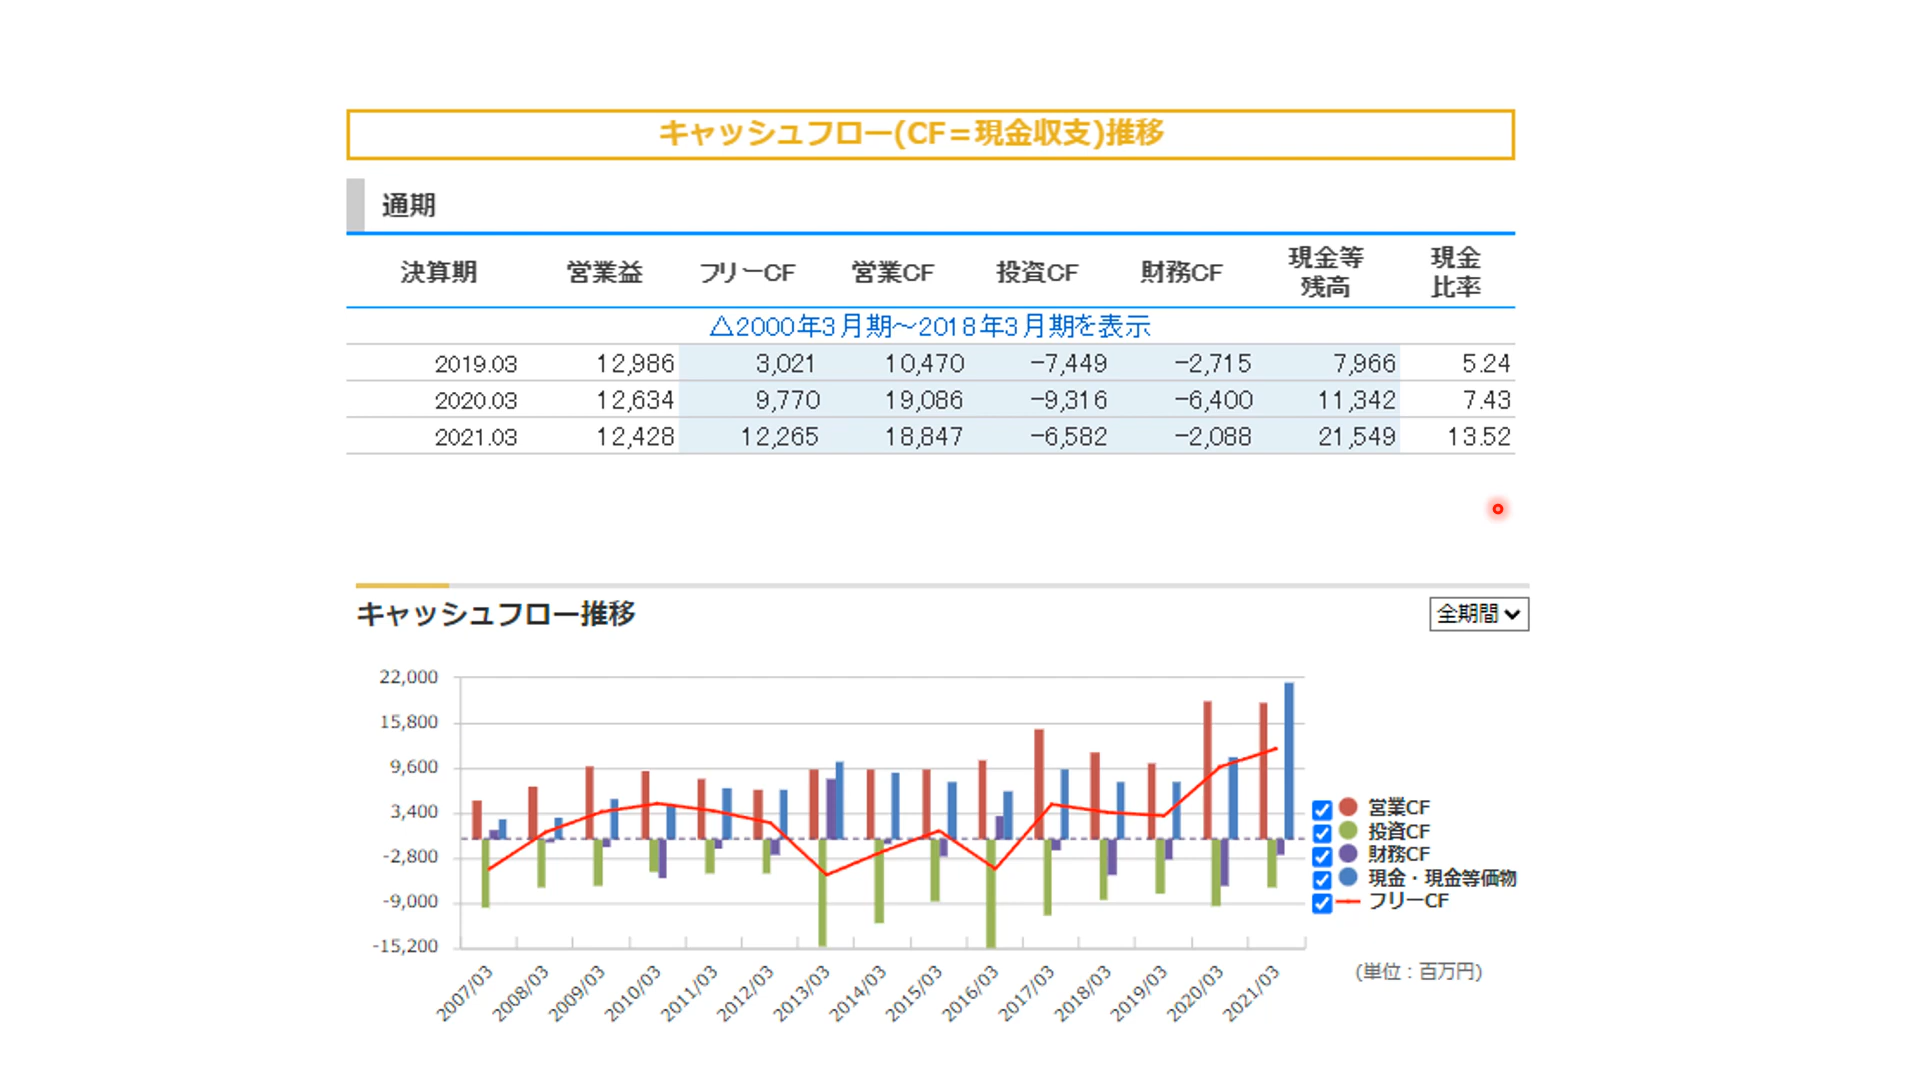 キャッシュフロー(CF=現金収支)推移
通期
決算期 営業益 フリーCF 営業CF 投資CF 財務CF 現金等残高 現金比率
△2000年3月期～2018年3月期を表示
2019.03 12,986 3,021 10,470 -7,449 -2,715 7,966 5.24
2020.03 12,634 9,770 19,086 -9,316 -6,400 11,342 7.43
2021.03 12,428 12,265 18,847 -6,582 -2,088 21,549 13.52
キャッシュフロー推移
全期間
22,000
15,800
9,600
3,400
-2,800
-9,000
-15,200
2007/03 2008/03 2009/03 2010/03 2011/03 2012/03 2013/03 2014/03 2015/03 2016/03 2017/03 2018/03 2019/03 2020/03 2021/03
営業CF
投資CF
財務CF
現金・現金等価物
フリーCF
(単位：百万円)